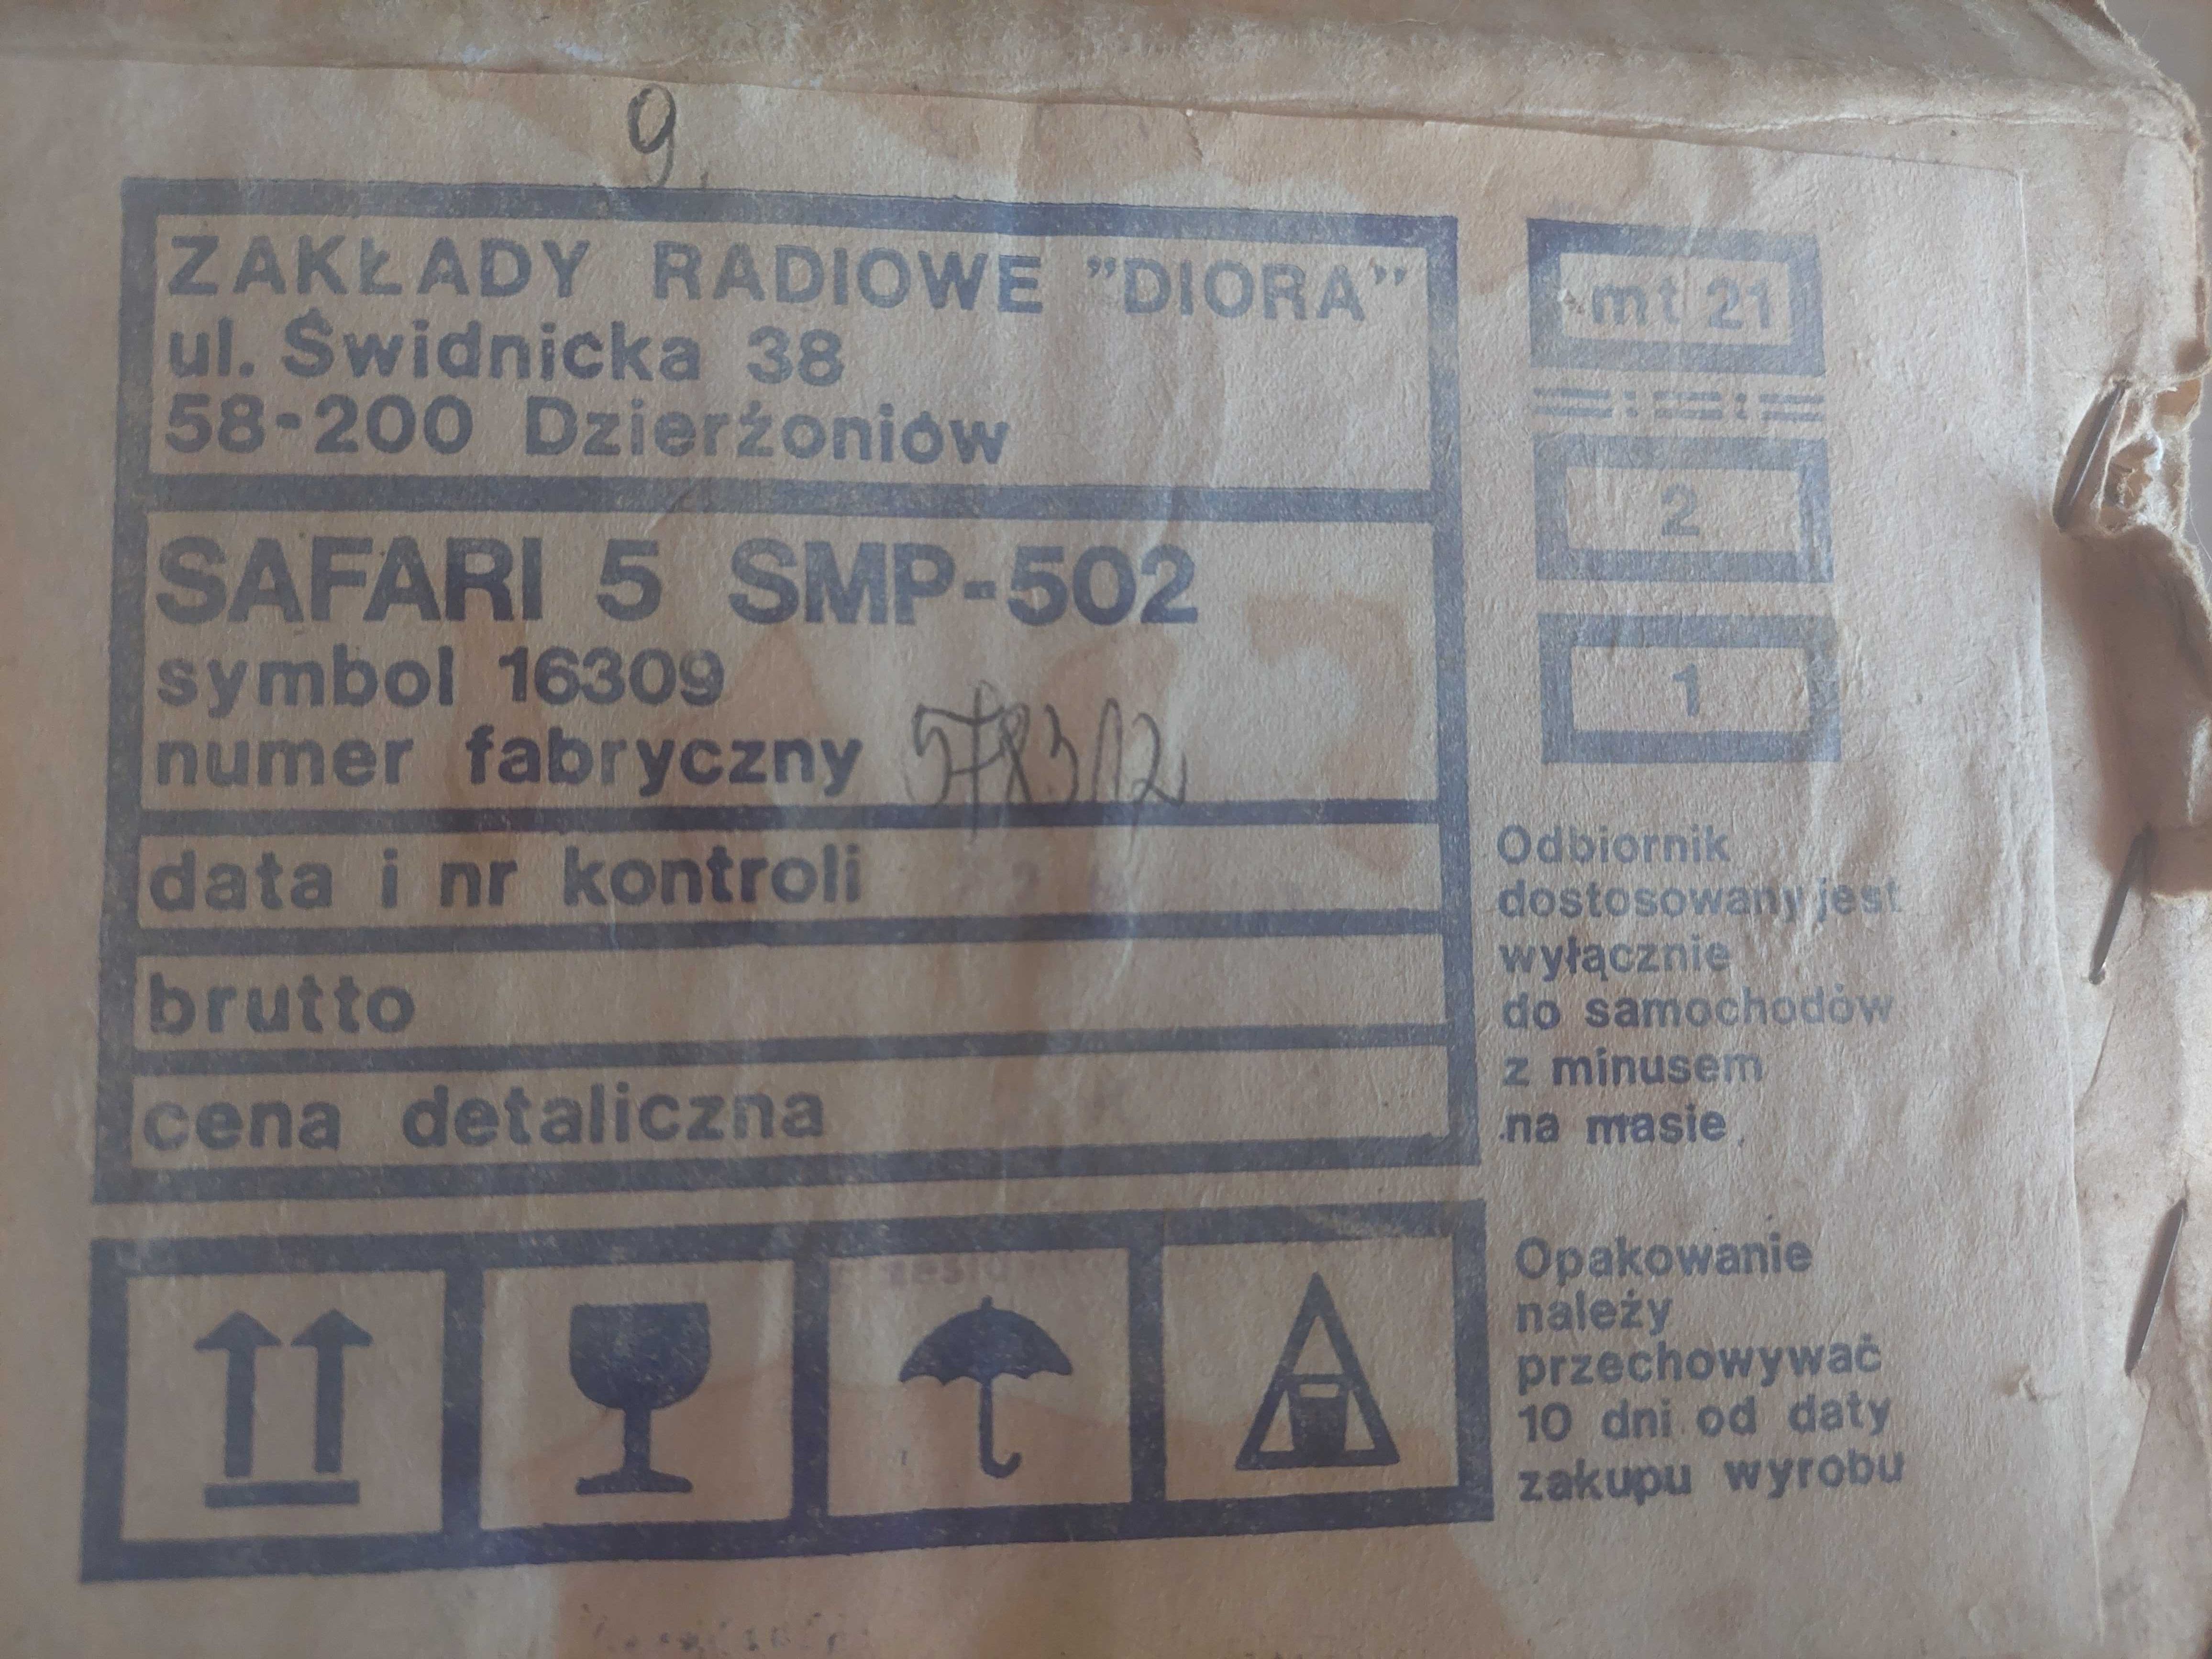 9
ZAKŁADY RADIOWE "DIORA"
ul. Świdnicka 38
58-200 Dzierżoniów
SAFARI 5 SMP-502
symbol 16309
numer fabryczny
data i nr kontroli
brutto
cena detaliczna
mt 21
2
1
Odbiornik
dostosowany jest
wyłącznie
do samochodów
z minusem
na masie
Opakowanie
należy
przechowywać
10 dni od daty
zakupu wyrobu